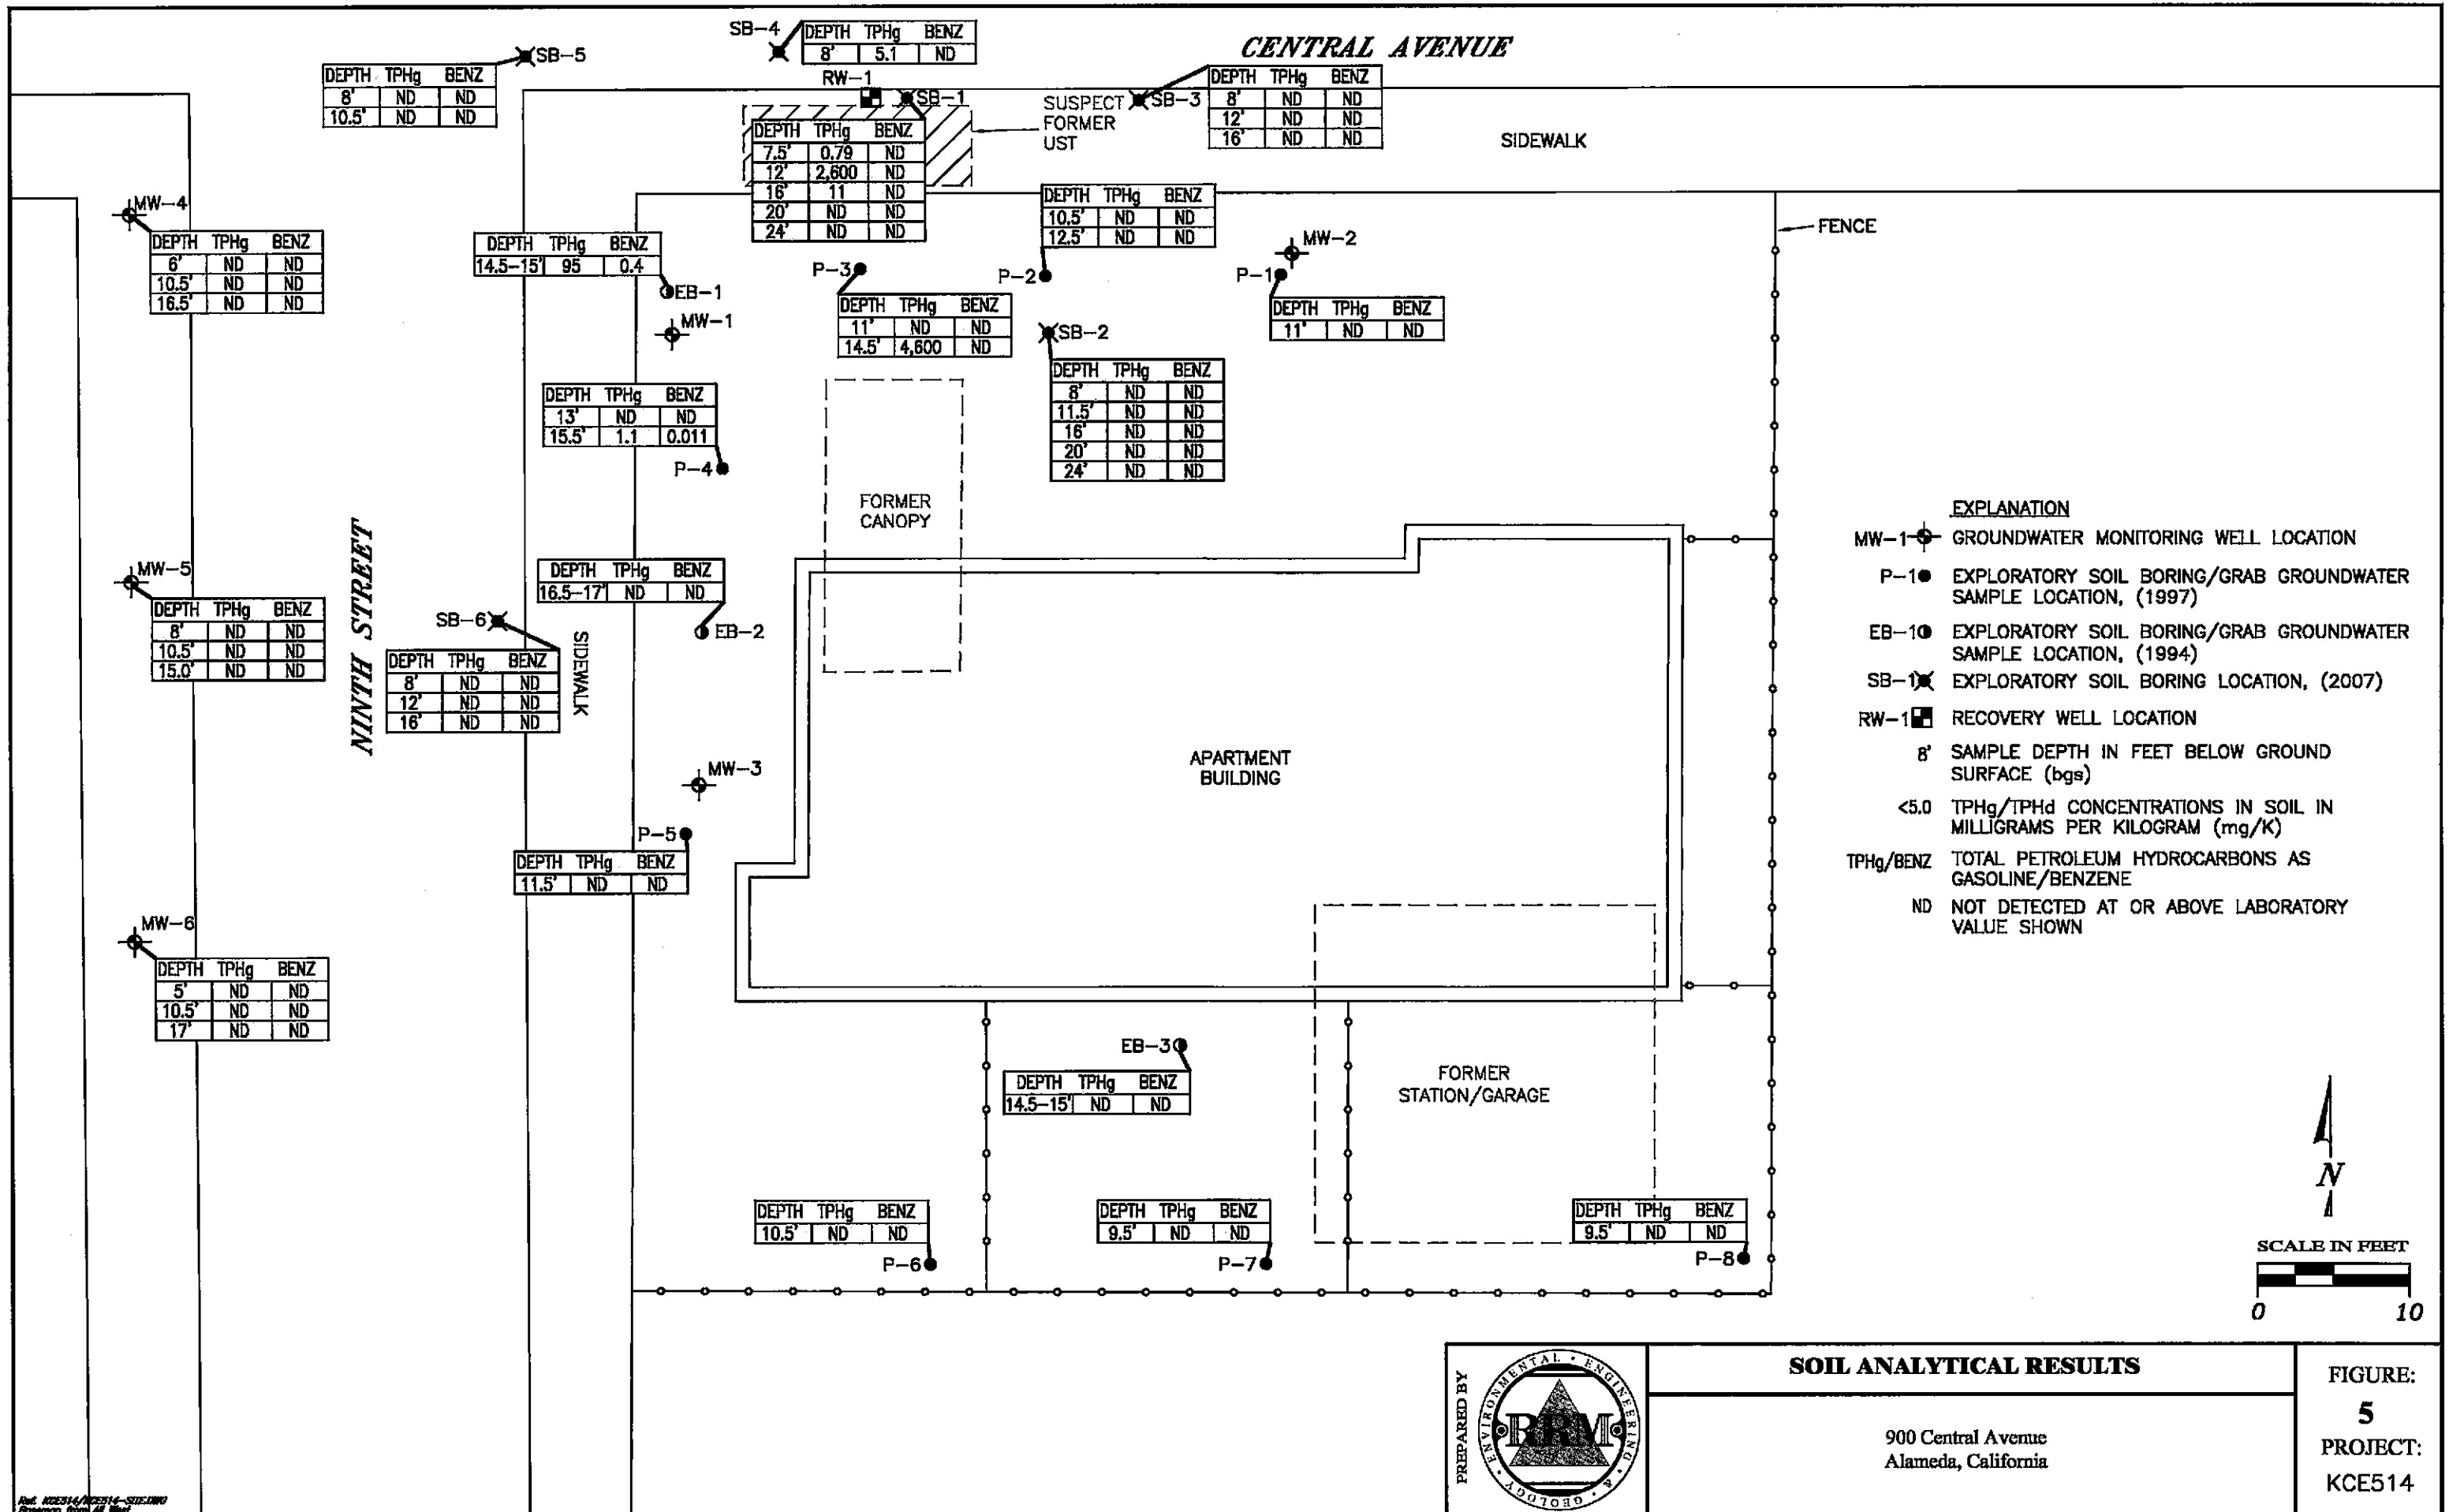 CENTRAL AVENUE
SB-4
DEPTH TPHg BENZ
8' 5.1 ND
SB-5
DEPTH TPHg BENZ
8' ND ND
10.5' ND ND
RW-1
SB-1
DEPTH TPHg BENZ
7.5' 0.79 ND
12' 2,600 ND
16' 11 ND
20' ND ND
24' ND ND
SUSPECT
FORMER
UST
SB-3
DEPTH TPHg BENZ
8' ND ND
12' ND ND
16' ND ND
SIDEWALK
FENCE
MW-4
DEPTH TPHg BENZ
6' ND ND
10.5' ND ND
16.5' ND ND
DEPTH TPHg BENZ
14.5-15' 95 0.4
EB-1
MW-1
P-3
DEPTH TPHg BENZ
11' ND ND
14.5' 4,600 ND
DEPTH TPHg BENZ
10.5' ND ND
12.5' ND ND
P-2
MW-2
P-1
DEPTH TPHg BENZ
11' ND ND
SB-2
DEPTH TPHg BENZ
8' ND ND
11.5' ND ND
16' ND ND
20' ND ND
24' ND ND
DEPTH TPHg BENZ
13' ND ND
15.5' 1.1 0.011
P-4
FORMER
CANOPY
NINTH STREET
MW-5
DEPTH TPHg BENZ
8' ND ND
10.5' ND ND
15.0' ND ND
DEPTH TPHg BENZ
16.5-17' ND ND
EB-2
SB-6
DEPTH TPHg BENZ
8' ND ND
12' ND ND
16' ND ND
SIDEWALK
MW-3
P-5
DEPTH TPHg BENZ
11.5' ND ND
APARTMENT
BUILDING
MW-6
DEPTH TPHg BENZ
5' ND ND
10.5' ND ND
17' ND ND
EB-3
DEPTH TPHg BENZ
14.5-15' ND ND
FORMER
STATION/GARAGE
DEPTH TPHg BENZ
10.5' ND ND
P-6
DEPTH TPHg BENZ
9.5' ND ND
P-7
DEPTH TPHg BENZ
9.5' ND ND
P-8
EXPLANATION
MW-1 GROUNDWATER MONITORING WELL LOCATION
P-1 EXPLORATORY SOIL BORING/GRAB GROUNDWATER
SAMPLE LOCATION, (1997)
EB-1 EXPLORATORY SOIL BORING/GRAB GROUNDWATER
SAMPLE LOCATION, (1994)
SB-1 EXPLORATORY SOIL BORING LOCATION, (2007)
RW-1 RECOVERY WELL LOCATION
8' SAMPLE DEPTH IN FEET BELOW GROUND
SURFACE (bgs)
<5.0 TPHg/TPHd CONCENTRATIONS IN SOIL IN
MILLIGRAMS PER KILOGRAM (mg/K)
TPHg/BENZ TOTAL PETROLEUM HYDROCARBONS AS
GASOLINE/BENZENE
ND NOT DETECTED AT OR ABOVE LABORATORY
VALUE SHOWN
N
SCALE IN FEET
0 10
PREPARED BY
ENVIRONMENTAL • ENGINEERING • & GEOLOGY •
RRM
SOIL ANALYTICAL RESULTS
900 Central Avenue
Alameda, California
FIGURE:
5
PROJECT:
KCE514
Ref. KCE514/KCE514-SITE.DWG
Basemap from All West